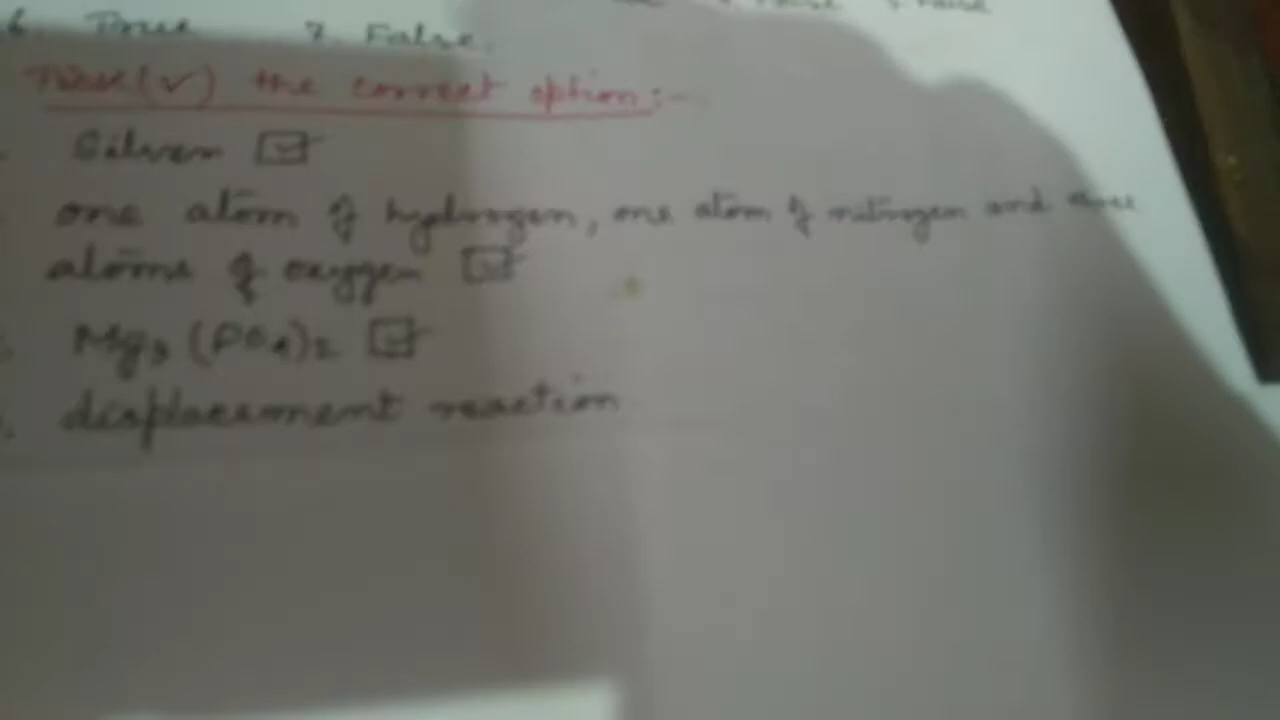 6. True 7. False.
Tick (✓) the correct option:-
Silver ☑
one atom of hydrogen, one atom of nitrogen and three
atoms of oxygen ☑
Mg₃(PO₄)₂ ☑
displacement reaction